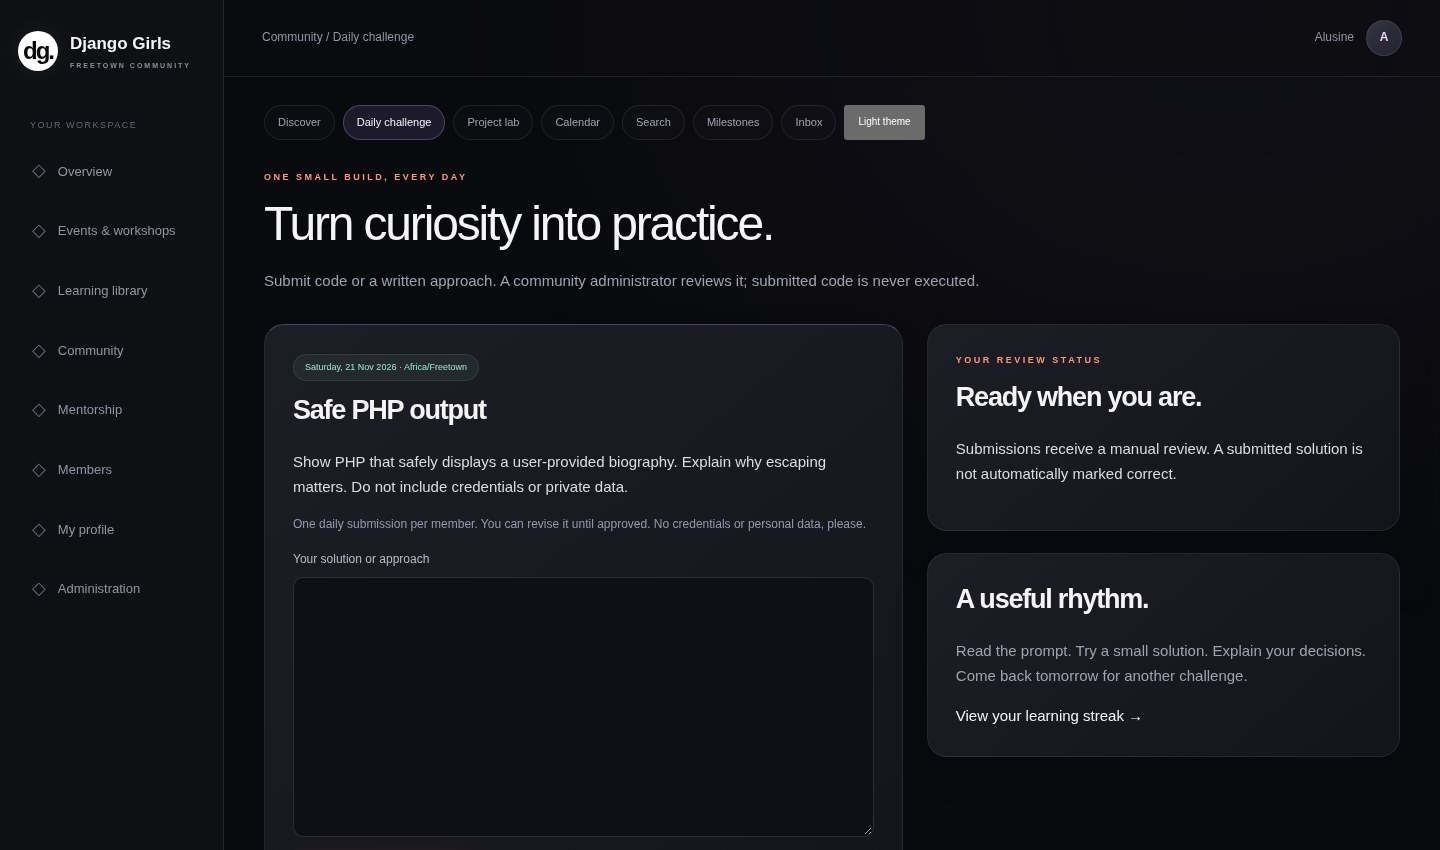 dg.
Django Girls
FREETOWN COMMUNITY
YOUR WORKSPACE
Overview
Events & workshops
Learning library
Community
Mentorship
Members
My profile
Administration
Community / Daily challenge
Alusine
A
Discover
Daily challenge
Project lab
Calendar
Search
Milestones
Inbox
Light theme
ONE SMALL BUILD, EVERY DAY
Turn curiosity into practice.
Submit code or a written approach. A community administrator reviews it; submitted code is never executed.
Saturday, 21 Nov 2026 · Africa/Freetown
Safe PHP output
Show PHP that safely displays a user-provided biography. Explain why escaping
matters. Do not include credentials or private data.
One daily submission per member. You can revise it until approved. No credentials or personal data, please.
Your solution or approach
YOUR REVIEW STATUS
Ready when you are.
Submissions receive a manual review. A submitted solution is
not automatically marked correct.
A useful rhythm.
Read the prompt. Try a small solution. Explain your decisions.
Come back tomorrow for another challenge.
View your learning streak →